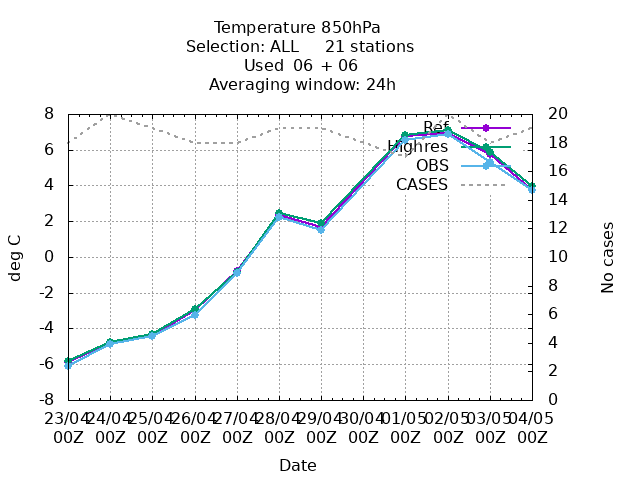 Temperature 850hPa
Selection: ALL 21 stations
Used 06 + 06
Averaging window: 24h
Ref
Highres
OBS
CASES
8
6
4
2
0
-2
-4
-6
-8
20
18
16
14
12
10
8
6
4
2
0
deg C
No cases
23/04 24/04 25/04 26/04 27/04 28/04 29/04 30/04 01/05 02/05 03/05 04/05
00Z 00Z 00Z 00Z 00Z 00Z 00Z 00Z 00Z 00Z 00Z 00Z
Date